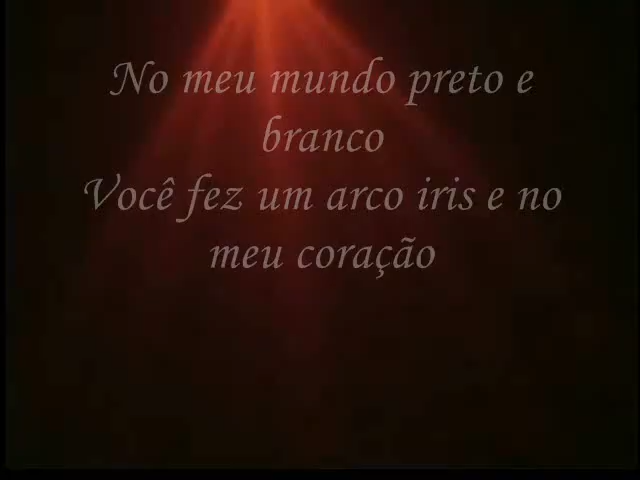 No meu mundo preto e
branco
Você fez um arco iris e no
meu coração